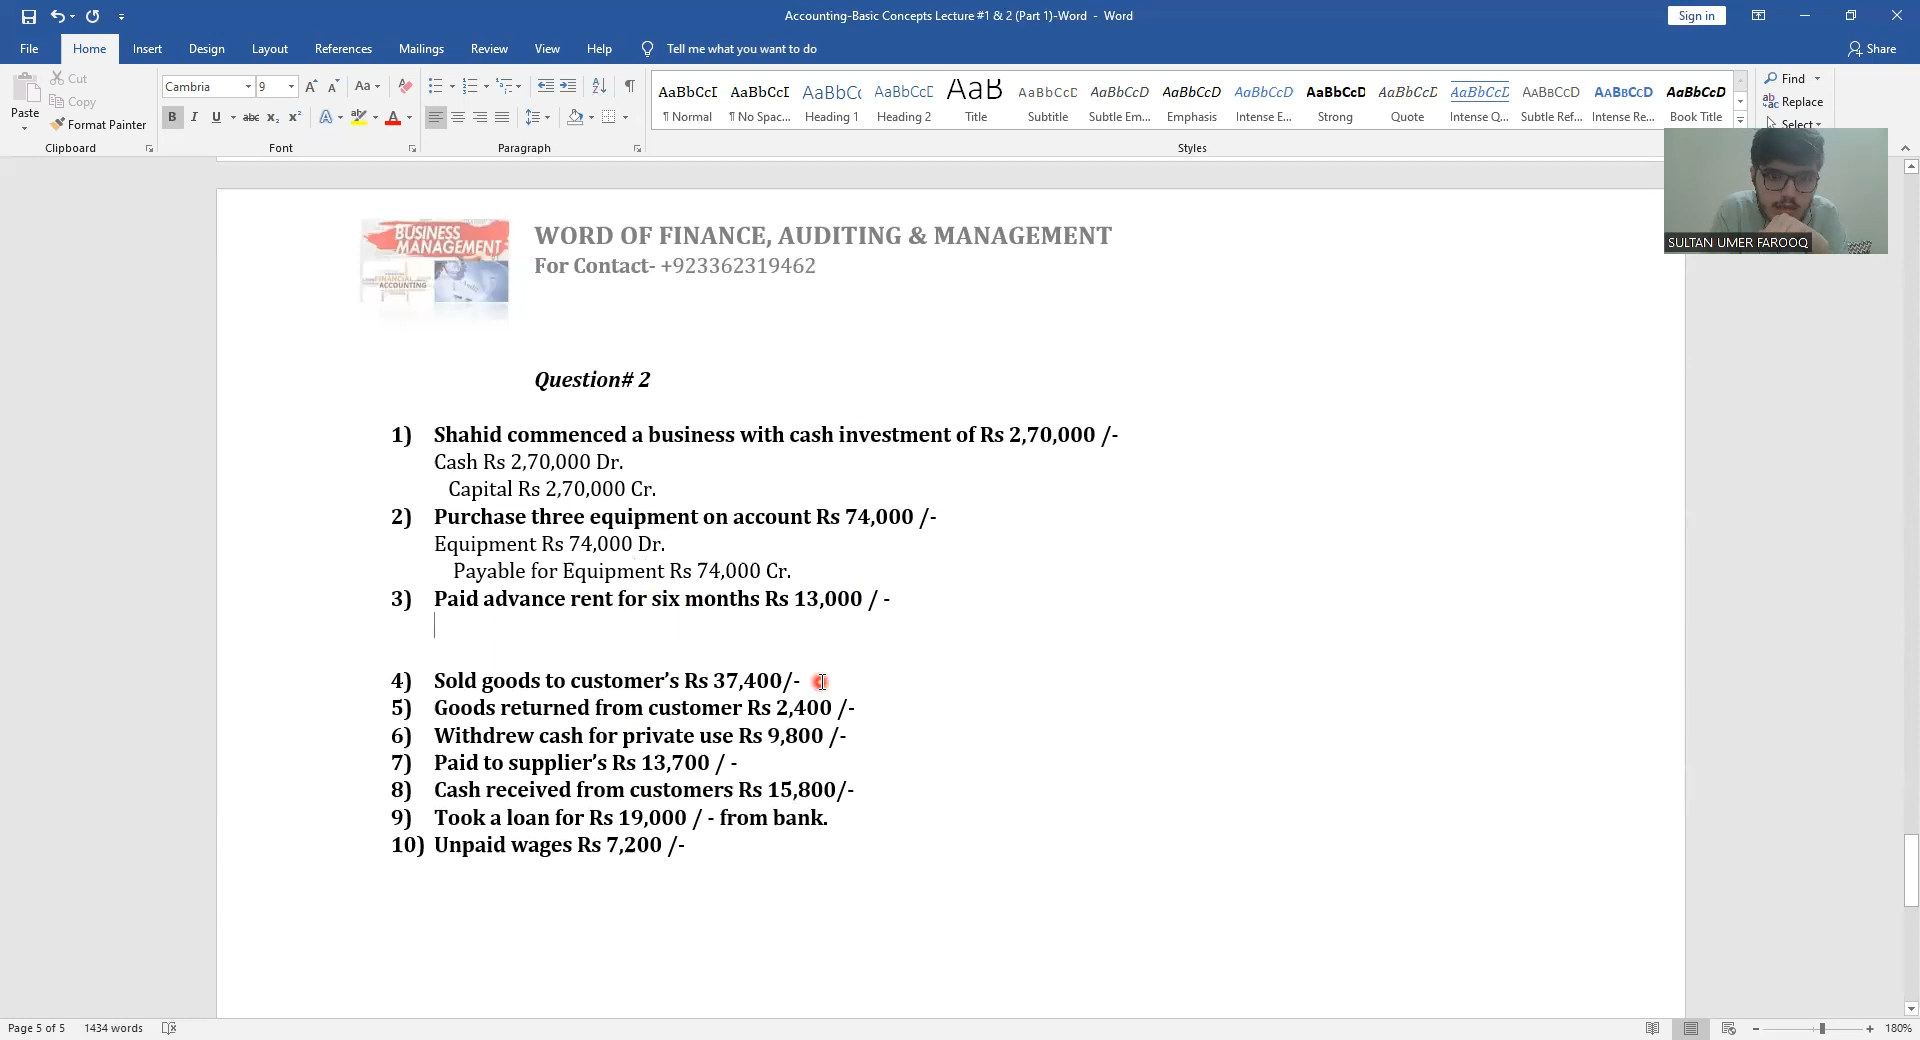 Accounting-Basic Concepts Lecture #1 & 2 (Part 1)-Word - Word
Sign in
File Home Insert Design Layout References Mailings Review View Help Tell me what you want to do
Share
Paste
Cut
Copy
Format Painter
Clipboard
Cambria 9
Aa
B I U abc x₂ x²
Font
Paragraph
AaBbCcI AaBbCcI AaBbC AaBbCcE AaB AaBbCcD AaBbCcD AaBbCcD AaBbCcD AaBbCcD AaBbCcD AaBbCcD AaBbCcD AaBbCcD AaBbCcD
¶ Normal ¶ No Spac... Heading 1 Heading 2 Title Subtitle Subtle Em... Emphasis Intense E... Strong Quote Intense Q... Subtle Ref... Intense Re... Book Title
Styles
Find
Replace
Select
SULTAN UMER FAROOQ
BUSINESS
MANAGEMENT
FINANCIAL
ACCOUNTING
WORD OF FINANCE, AUDITING & MANAGEMENT
For Contact- +923362319462
Question# 2
1) Shahid commenced a business with cash investment of Rs 2,70,000 /-
Cash Rs 2,70,000 Dr.
Capital Rs 2,70,000 Cr.
2) Purchase three equipment on account Rs 74,000 /-
Equipment Rs 74,000 Dr.
Payable for Equipment Rs 74,000 Cr.
3) Paid advance rent for six months Rs 13,000 / -
4) Sold goods to customer’s Rs 37,400/-
5) Goods returned from customer Rs 2,400 /-
6) Withdrew cash for private use Rs 9,800 /-
7) Paid to supplier’s Rs 13,700 / -
8) Cash received from customers Rs 15,800/-
9) Took a loan for Rs 19,000 / - from bank.
10) Unpaid wages Rs 7,200 /-
Page 5 of 5 1434 words
180%